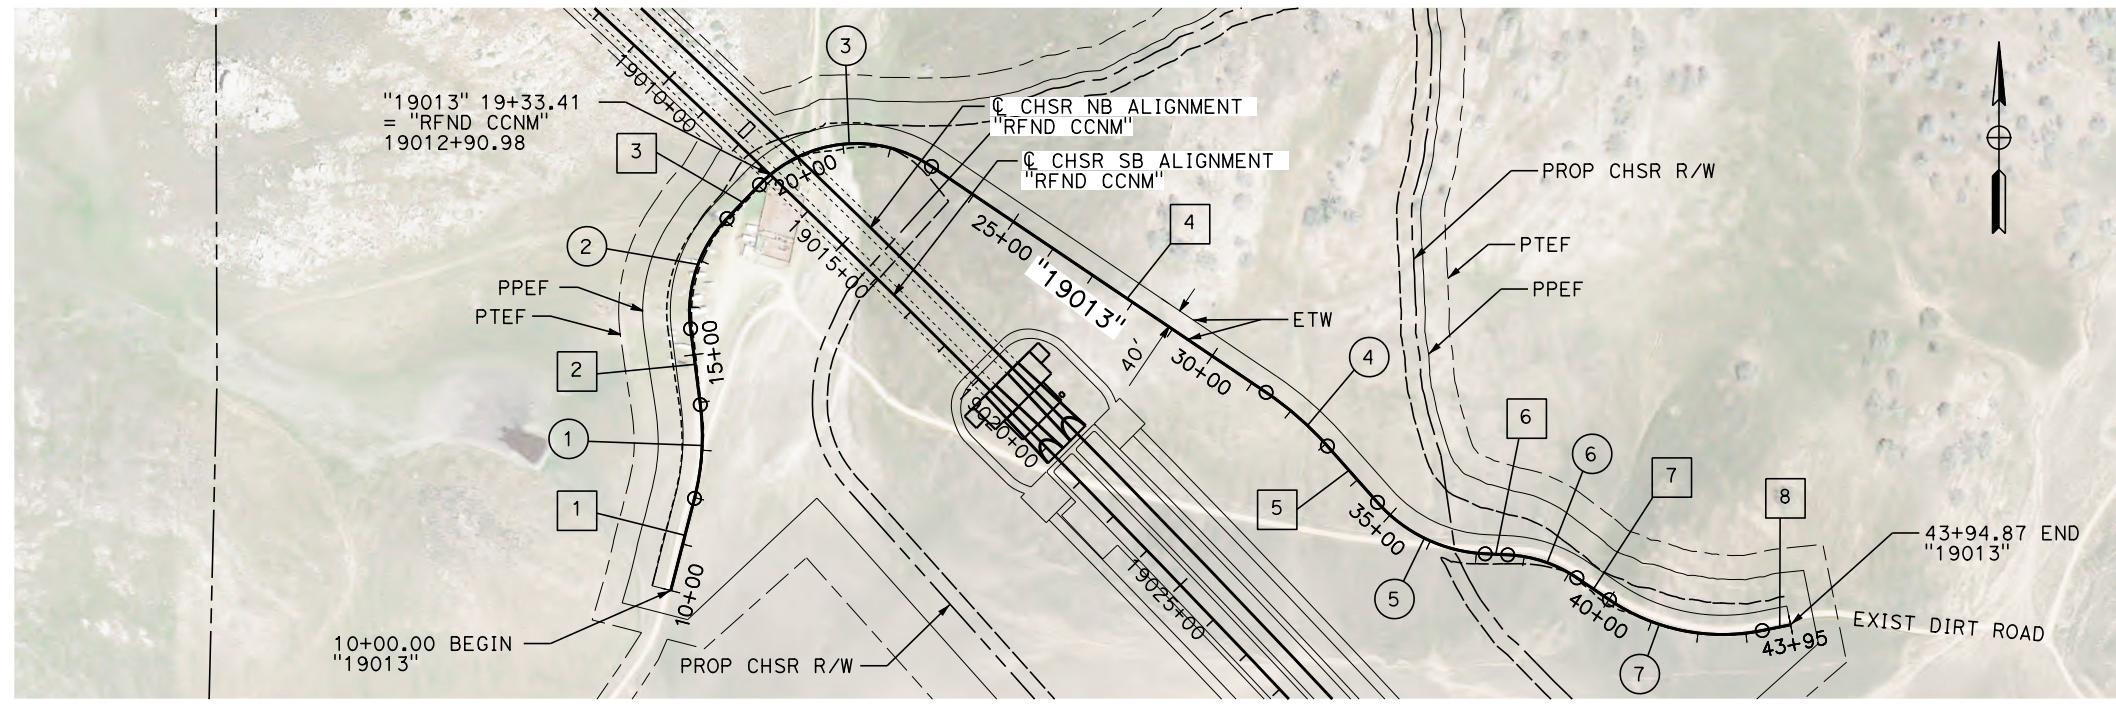 3
19010+00
"19013" 19+33.41
= "RFND CCNM"
19012+90.98
3
20+00
℄ CHSR NB ALIGNMENT
"RFND CCNM"
℄ CHSR SB ALIGNMENT
"RFND CCNM"
PROP CHSR R/W
PTEF
PPEF
2
PPEF
PTEF
19015+00
25+00
"19013"
4
ETW
40'
30+00
4
15+00
2
1
1
19020+00
5
35+00
5
6
6
7
8
43+94.87 END
"19013"
10+00
10+00.00 BEGIN
"19013"
PROP CHSR R/W
19025+00
40+00
7
43+95
EXIST DIRT ROAD